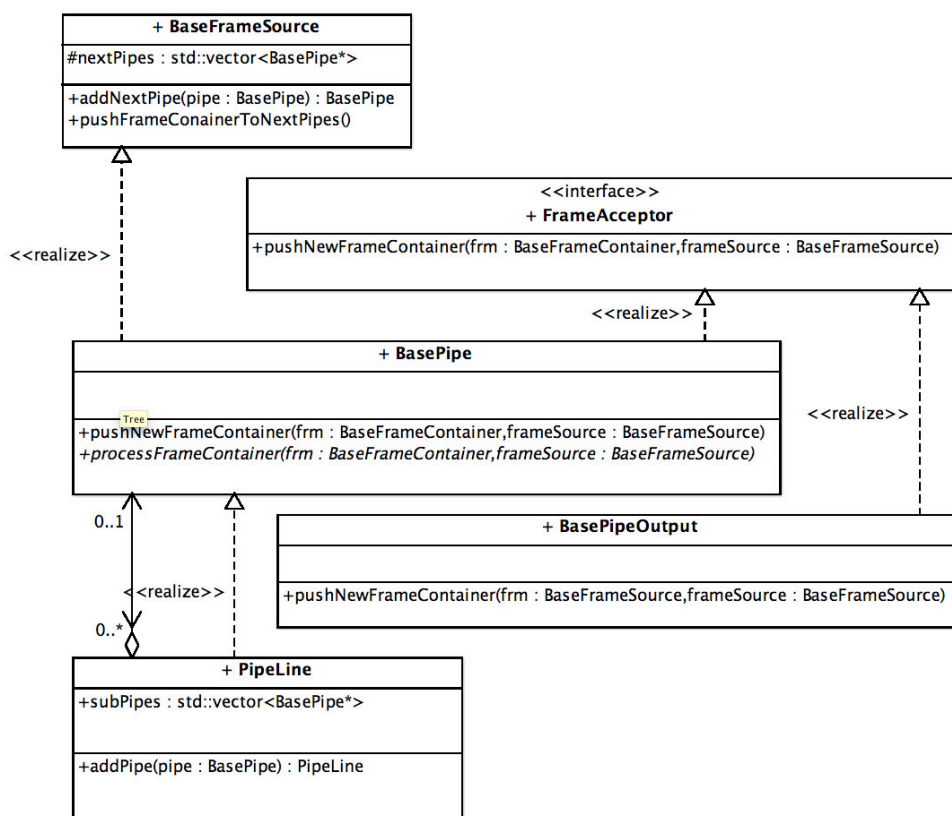 + BaseFrameSource
#nextPipes : std::vector<BasePipe*>
+addNextPipe(pipe : BasePipe) : BasePipe
+pushFrameConainerToNextPipes()
<<interface>>
+ FrameAcceptor
+pushNewFrameContainer(frm : BaseFrameContainer,frameSource : BaseFrameSource)
<<realize>>
<<realize>>
+ BasePipe
Tree
+pushNewFrameContainer(frm : BaseFrameContainer,frameSource : BaseFrameSource)
+processFrameContainer(frm : BaseFrameContainer,frameSource : BaseFrameSource)
<<realize>>
0..1
+ BasePipeOutput
+pushNewFrameContainer(frm : BaseFrameSource,frameSource : BaseFrameSource)
<<realize>>
0..*
+ PipeLine
+subPipes : std::vector<BasePipe*>
+addPipe(pipe : BasePipe) : PipeLine